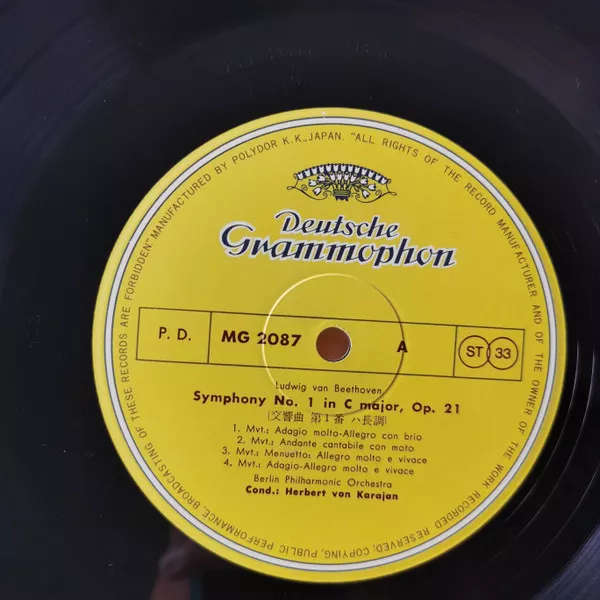 MANUFACTURED BY POLYDOR K.K., JAPAN. "ALL RIGHTS OF THE RECORD MANUFACTURER AND OF THE OWNER OF THE WORK RECORDED RESERVED, COPYING, PUBLIC PERFORMANCE, BROADCASTING OF THESE RECORDS ARE FORBIDDEN"
Deutsche
Grammophon
P. D. MG 2087 A ST 33
Ludwig van Beethoven
Symphony No. 1 in C major, Op. 21
(交響曲 第1番 ハ長調)
1. Mvt.: Adagio molto-Allegro con brio
2. Mvt.: Andante cantabile con moto
3. Mvt.: Menuetto: Allegro molto e vivace
4. Mvt.: Adagio-Allegro molto e vivace
Berlin Philharmonic Orchestra
Cond.: Herbert von Karajan